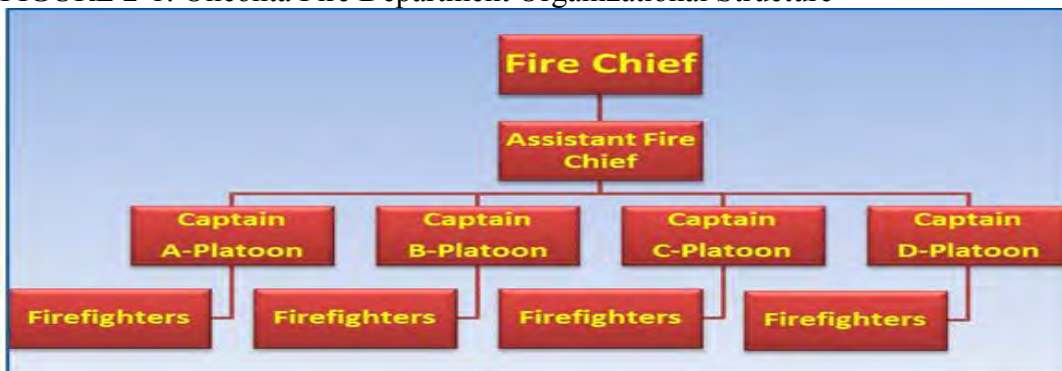 FIGURE 2-1: Oneonta Fire Department Organizational Structure
Fire Chief
Assistant Fire
Chief
Captain
A-Platoon
Captain
B-Platoon
Captain
C-Platoon
Captain
D-Platoon
Firefighters
Firefighters
Firefighters
Firefighters